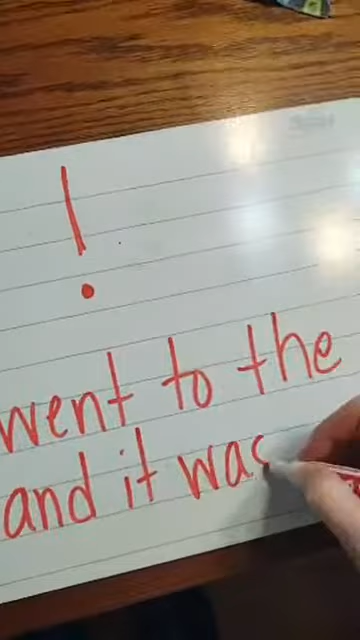 !
went to the
and it was